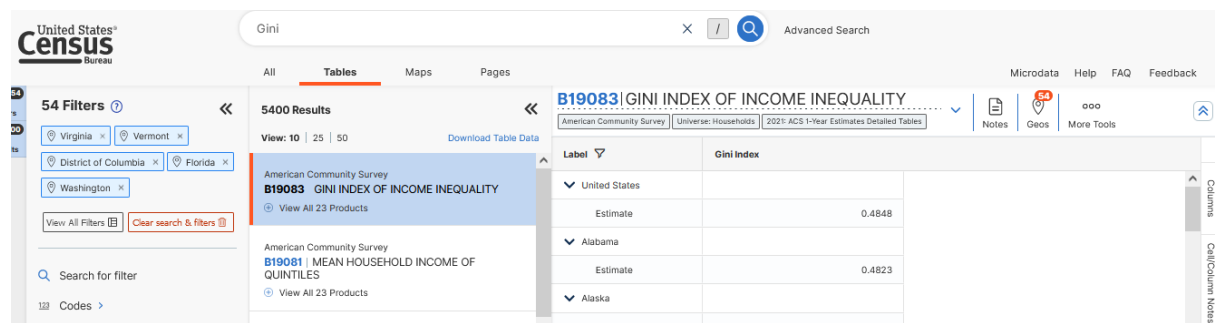 United States®
Census
Bureau
Gini
×
/
Advanced Search
All
Tables
Maps
Pages
Microdata
Help
FAQ
Feedback
54 Filters ?
Virginia ×
Vermont ×
District of Columbia ×
Florida ×
Washington ×
View All Filters
Clear search & filters
Search for filter
123 Codes >
5400 Results
View: 10 | 25 | 50
Download Table Data
American Community Survey
B19083 GINI INDEX OF INCOME INEQUALITY
View All 23 Products
American Community Survey
B19081 | MEAN HOUSEHOLD INCOME OF
QUINTILES
View All 23 Products
B19083|GINI INDEX OF INCOME INEQUALITY
American Community Survey
Universe: Households
2021: ACS 1-Year Estimates Detailed Tables
Notes
54
Geos
More Tools
Label
Gini Index
United States
Estimate
0.4848
Alabama
Estimate
0.4823
Alaska
Columns
Cell/Column Notes